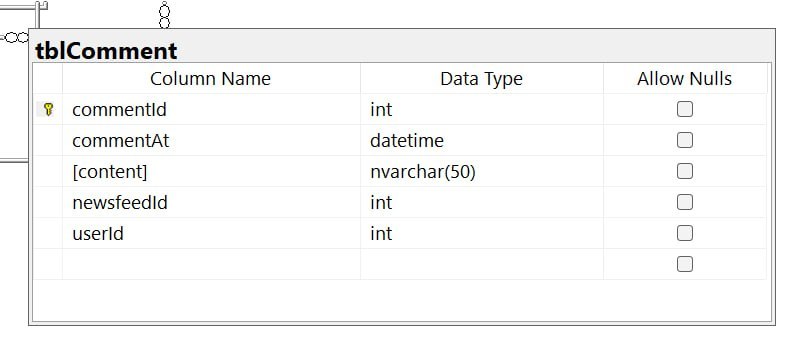 tblComment
Column Name Data Type Allow Nulls
commentId int
commentAt datetime
[content] nvarchar(50)
newsfeedId int
userId int